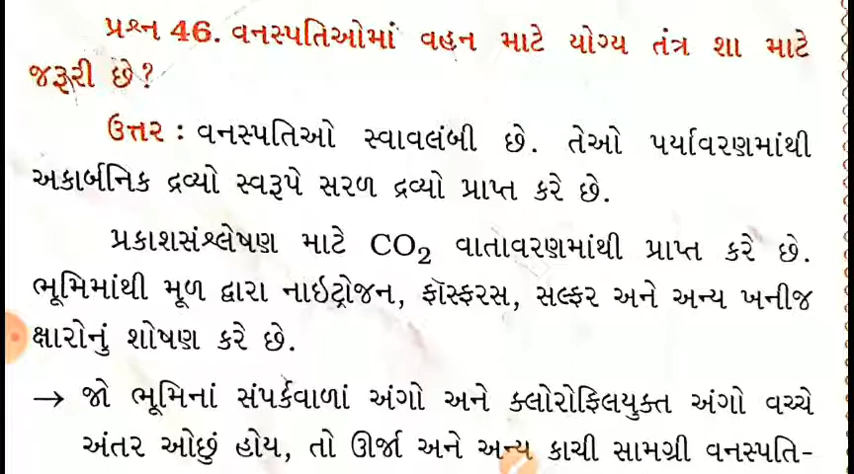 પ્રશ્ન 46. વનસ્પતિઓમાં વહન માટે યોગ્ય તંત્ર શા માટે
જરૂરી છે?
ઉત્તર : વનસ્પતિઓ સ્વાવલંબી છે. તેઓ પર્યાવરણમાંથી
અકાર્બનિક દ્રવ્યો સ્વરૂપે સરળ દ્રવ્યો પ્રાપ્ત કરે છે.
પ્રકાશસંશ્લેષણ માટે CO₂ વાતાવરણમાંથી પ્રાપ્ત કરે છે.
ભૂમિમાંથી મૂળ દ્વારા નાઇટ્રોજન, ફૉસ્ફરસ, સલ્ફર અને અન્ય ખનીજ
ક્ષારોનું શોષણ કરે છે.
→ જો ભૂમિનાં સંપર્કવાળાં અંગો અને ક્લોરોફિલયુક્ત અંગો વચ્ચે
અંતર ઓછું હોય, તો ઊર્જા અને અન્ય કાચી સામગ્રી વનસ્પતિ-